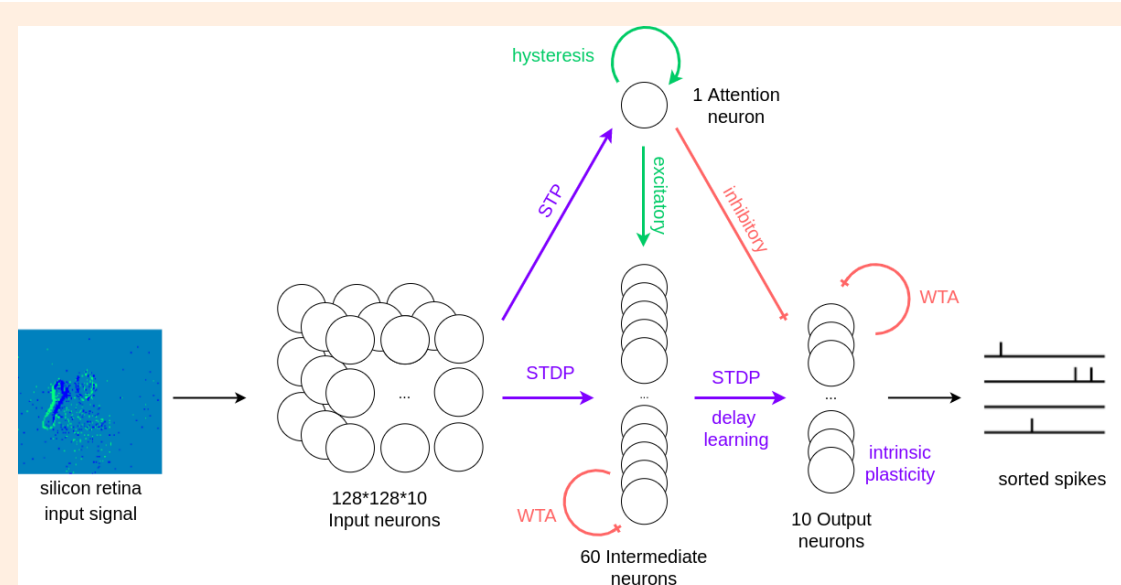 hysteresis
1 Attention
neuron
STP
excitatory
inhibitory
WTA
STDP
...
...
STDP
delay
learning
...
intrinsic
plasticity
silicon retina
input signal
128*128*10
Input neurons
WTA
60 Intermediate
neurons
10 Output
neurons
sorted spikes